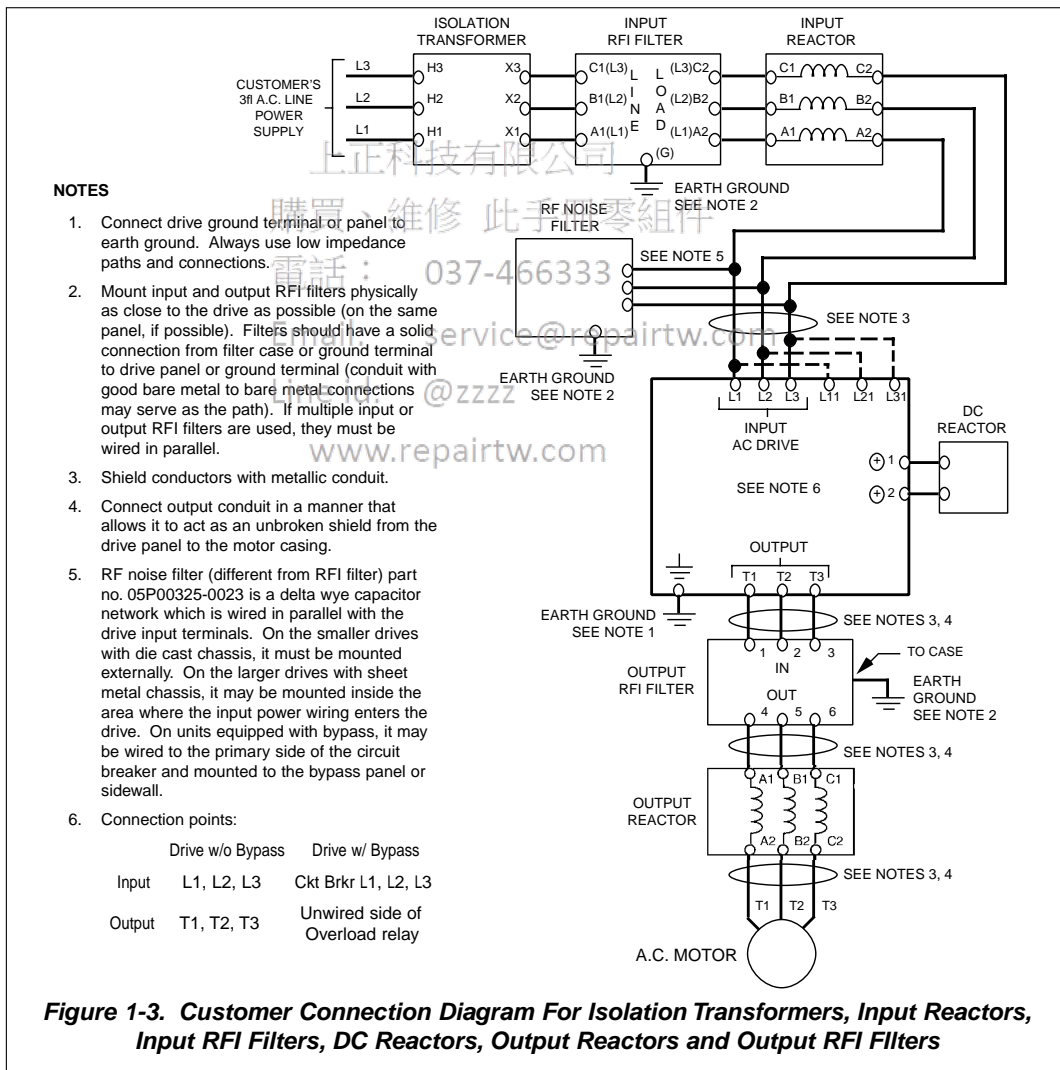 ISOLATION
TRANSFORMER
INPUT
RFI FILTER
INPUT
REACTOR
CUSTOMER'S
3fl A.C. LINE
POWER
SUPPLY
L3
L2
L1
H3
H2
H1
X3
X2
X1
C1(L3)
B1(L2)
A1(L1)
LINE
LOAD
(L3)C2
(L2)B2
(L1)A2
(G)
C1
C2
B1
B2
A1
A2
EARTH GROUND
SEE NOTE 2
RF NOISE
FILTER
SEE NOTE 5
EARTH GROUND
SEE NOTE 2
SEE NOTE 3
L1 L2 L3 L11 L21 L31
INPUT
AC DRIVE
SEE NOTE 6
DC
REACTOR
+ 1
+ 2
OUTPUT
T1 T2 T3
EARTH GROUND
SEE NOTE 1
SEE NOTES 3, 4
1 2 3
IN
OUTPUT
RFI FILTER
OUT
4 5 6
TO CASE
EARTH
GROUND
SEE NOTE 2
SEE NOTES 3, 4
A1 B1 C1
OUTPUT
REACTOR
A2 B2 C2
SEE NOTES 3, 4
T1 T2 T3
A.C. MOTOR
NOTES
1. Connect drive ground terminal or panel to
earth ground. Always use low impedance
paths and connections.
2. Mount input and output RFI filters physically
as close to the drive as possible (on the same
panel, if possible). Filters should have a solid
connection from filter case or ground terminal
to drive panel or ground terminal (conduit with
good bare metal to bare metal connections
may serve as the path). If multiple input or
output RFI filters are used, they must be
wired in parallel.
3. Shield conductors with metallic conduit.
4. Connect output conduit in a manner that
allows it to act as an unbroken shield from the
drive panel to the motor casing.
5. RF noise filter (different from RFI filter) part
no. 05P00325-0023 is a delta wye capacitor
network which is wired in parallel with the
drive input terminals. On the smaller drives
with die cast chassis, it must be mounted
externally. On the larger drives with sheet
metal chassis, it may be mounted inside the
area where the input power wiring enters the
drive. On units equipped with bypass, it may
be wired to the primary side of the circuit
breaker and mounted to the bypass panel or
sidewall.
6. Connection points:
Drive w/o Bypass Drive w/ Bypass
Input L1, L2, L3 Ckt Brkr L1, L2, L3
Output T1, T2, T3 Unwired side of
Overload relay
上正科技有限公司
購買、維修 此手冊零組件
電話： 037-466333
Email: service@repairtw.com
Line id: @zzzz
www.repairtw.com
Figure 1-3. Customer Connection Diagram For Isolation Transformers, Input Reactors,
Input RFI Filters, DC Reactors, Output Reactors and Output RFI FIlters